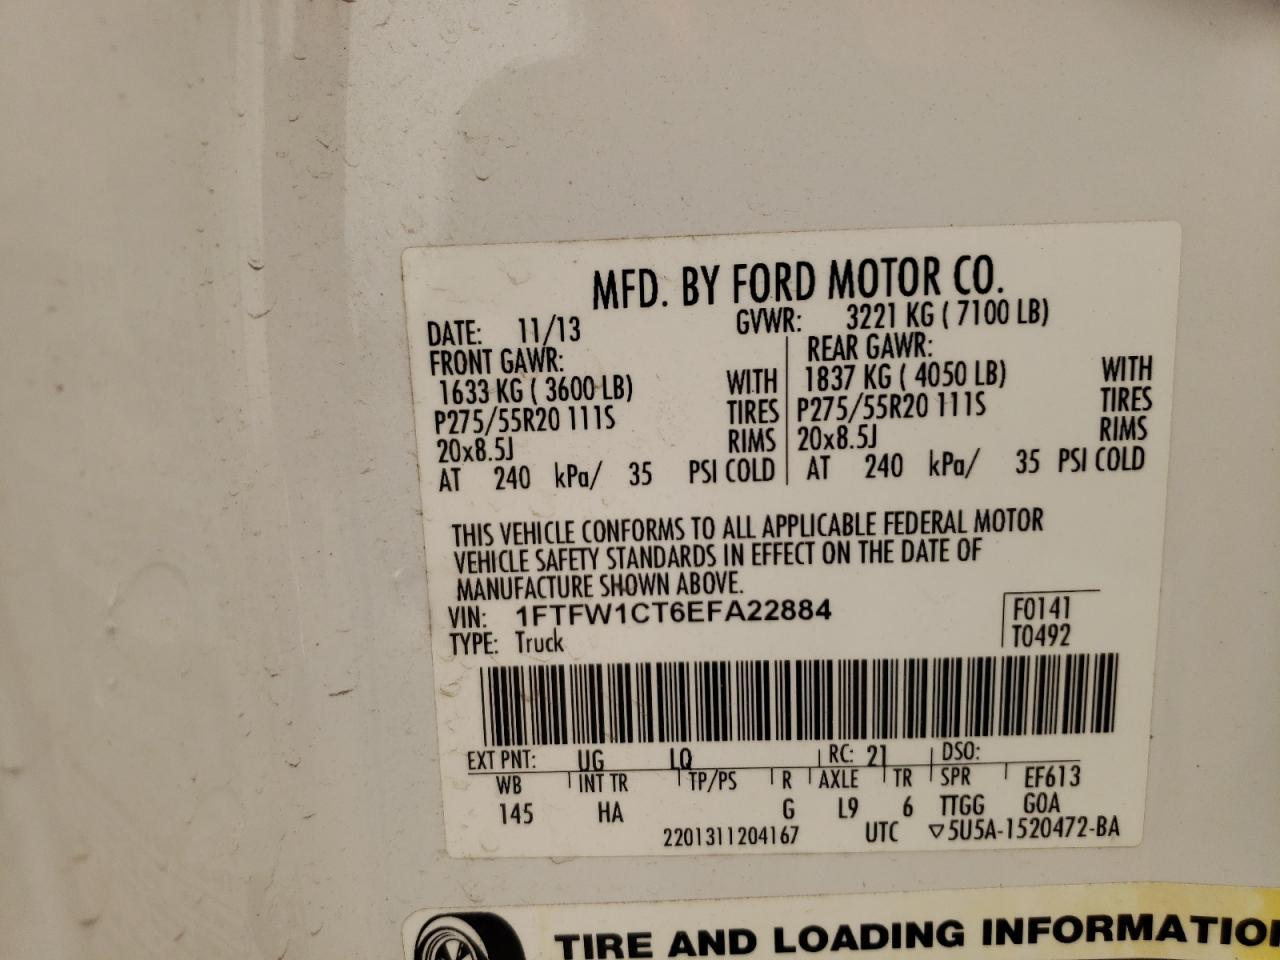 MFD. BY FORD MOTOR CO.
DATE: 11/13 GVWR: 3221 KG ( 7100 LB)
FRONT GAWR: REAR GAWR:
1633 KG ( 3600 LB) WITH 1837 KG ( 4050 LB) WITH
P275/55R20 111S TIRES P275/55R20 111S TIRES
20x8.5J RIMS 20x8.5J RIMS
AT 240 kPa/ 35 PSI COLD AT 240 kPa/ 35 PSI COLD
THIS VEHICLE CONFORMS TO ALL APPLICABLE FEDERAL MOTOR
VEHICLE SAFETY STANDARDS IN EFFECT ON THE DATE OF
MANUFACTURE SHOWN ABOVE.
VIN: 1FTFW1CT6EFA22884 F0141
TYPE: Truck T0492
EXT PNT: UG LQ RC: 21 DSO:
WB INT TR TP/PS R AXLE TR SPR EF613
145 HA G L9 6 TTGG GOA
2201311204167 UTC ▽5U5A-1520472-BA
TIRE AND LOADING INFORMATION